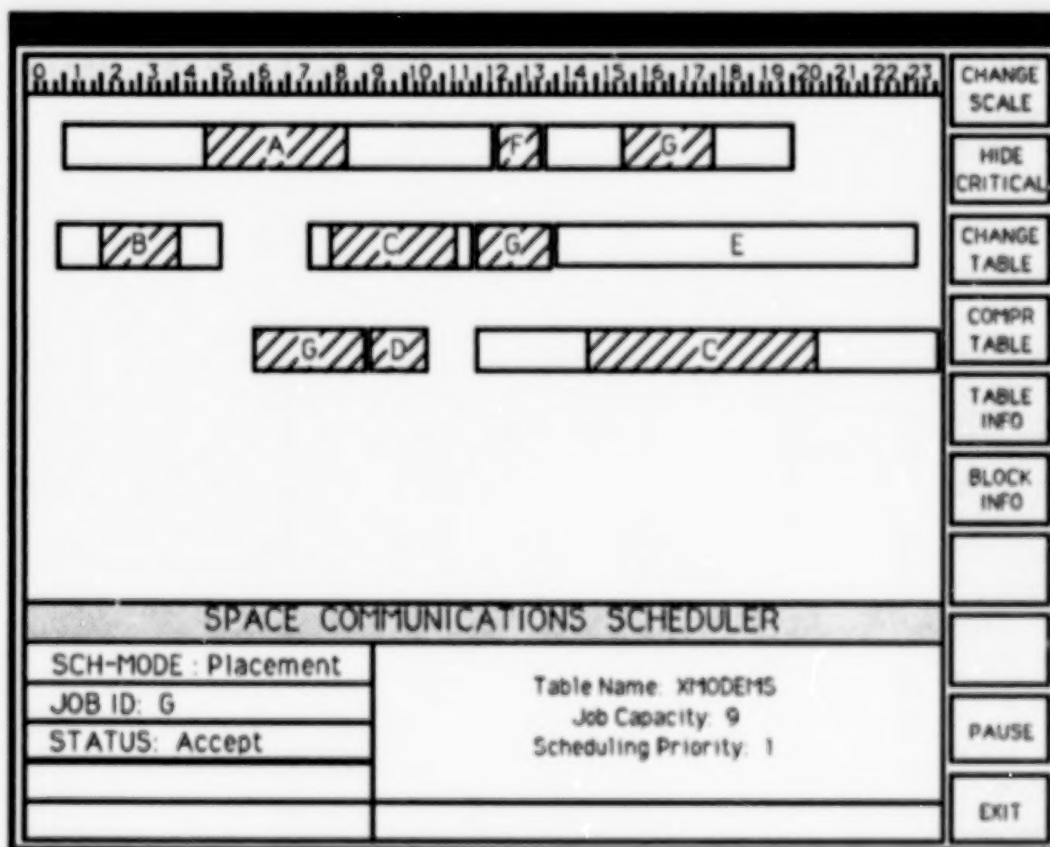 0 1 2 3 4 5 6 7 8 9 10 11 12 13 14 15 16 17 18 19 20 21 22 23
A F G
B C G E
G D C
CHANGE
SCALE
HIDE
CRITICAL
CHANGE
TABLE
COMPR
TABLE
TABLE
INFO
BLOCK
INFO
PAUSE
EXIT
SPACE COMMUNICATIONS SCHEDULER
SCH-MODE : Placement
JOB ID: G
STATUS: Accept
Table Name: XMODEMS
Job Capacity: 9
Scheduling Priority: 1